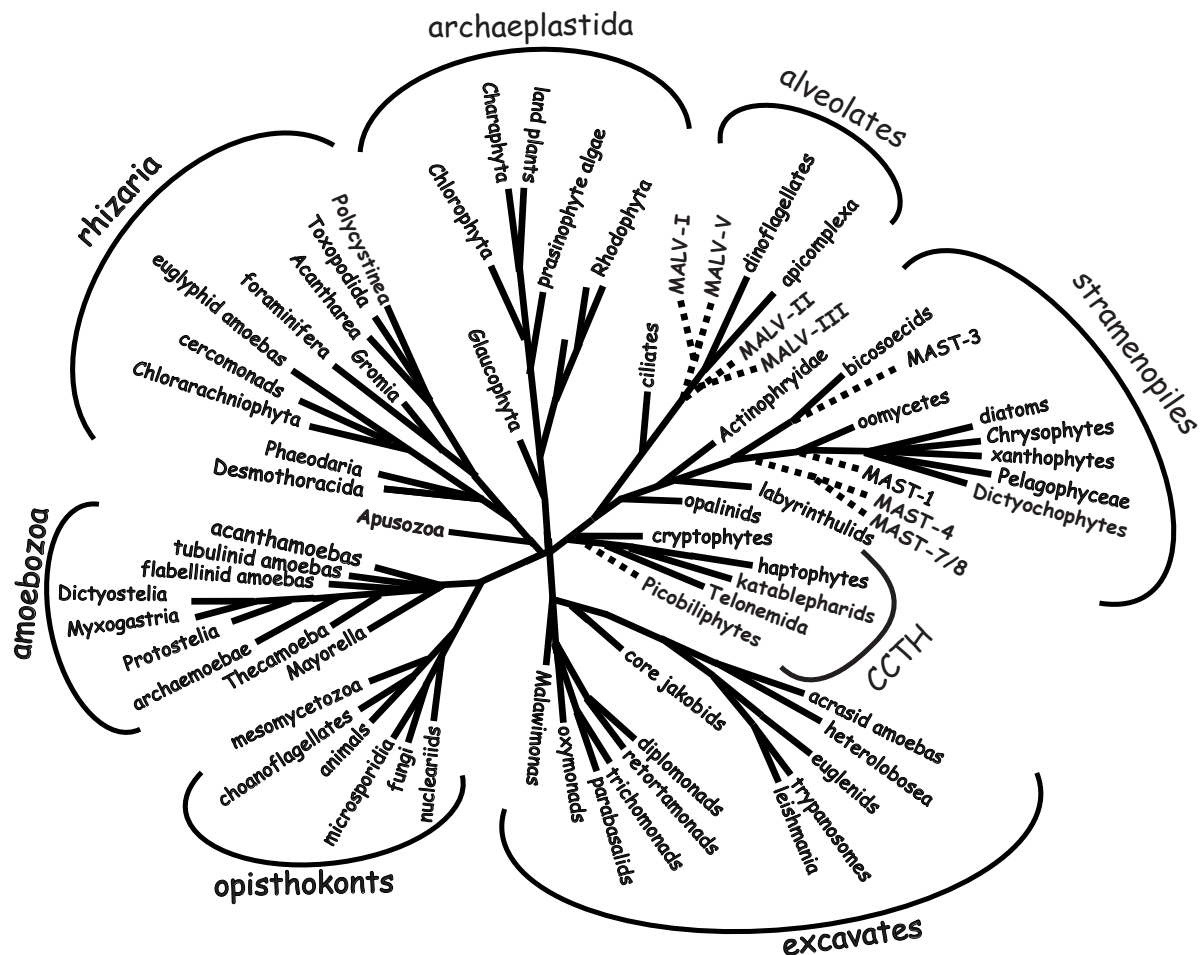 archaeplastida
alveolates
stramenopiles
CCTH
excavates
opisthokonts
amoebozoa
rhizaria
Charaphyta
land plants
Chlorophyta
prasinophyte algae
Rhodophyta
Glaucophyta
ciliates
MALV-I
MALV-V
dinoflagellates
apicomplexa
MALV-II
MALV-III
Actinophryidae
bicosoecids
MAST-3
oomycetes
diatoms
Chrysophytes
xanthophytes
Pelagophyceae
Dictyochophytes
MAST-1
MAST-4
MAST-7/8
labyrinthulids
opalinids
cryptophytes
haptophytes
katablepharids
Telonemida
Picobiliphytes
core jakobids
acrasid amoebas
heterolobosea
euglenids
trypanosomes
leishmania
diplomonads
retortamonads
trichomonads
parabasalids
oxymonads
Malawimonas
nucleariids
fungi
microsporidia
animals
choanoflagellates
mesomycetozoa
Mayorella
Thecamoeba
archaemoebae
Protostelia
Myxogastria
Dictyostelia
flabellinid amoebas
tubulinid amoebas
acanthamoebas
Apusozoa
Desmothoracida
Phaeodaria
Chlorarachniophyta
cercomonads
euglyphid amoebas
foraminifera
Gromia
Acantharea
Toxopodida
Polycystinea